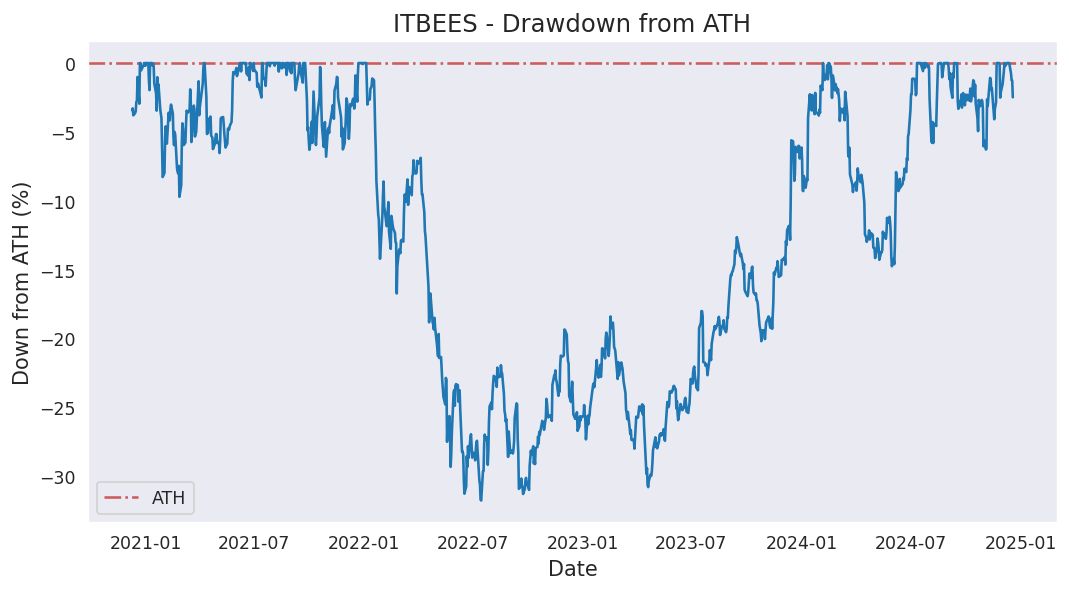 ITBEES - Drawdown from ATH
Down from ATH (%)
0
−5
−10
−15
−20
−25
−30
ATH
2021-01 2021-07 2022-01 2022-07 2023-01 2023-07 2024-01 2024-07 2025-01
Date